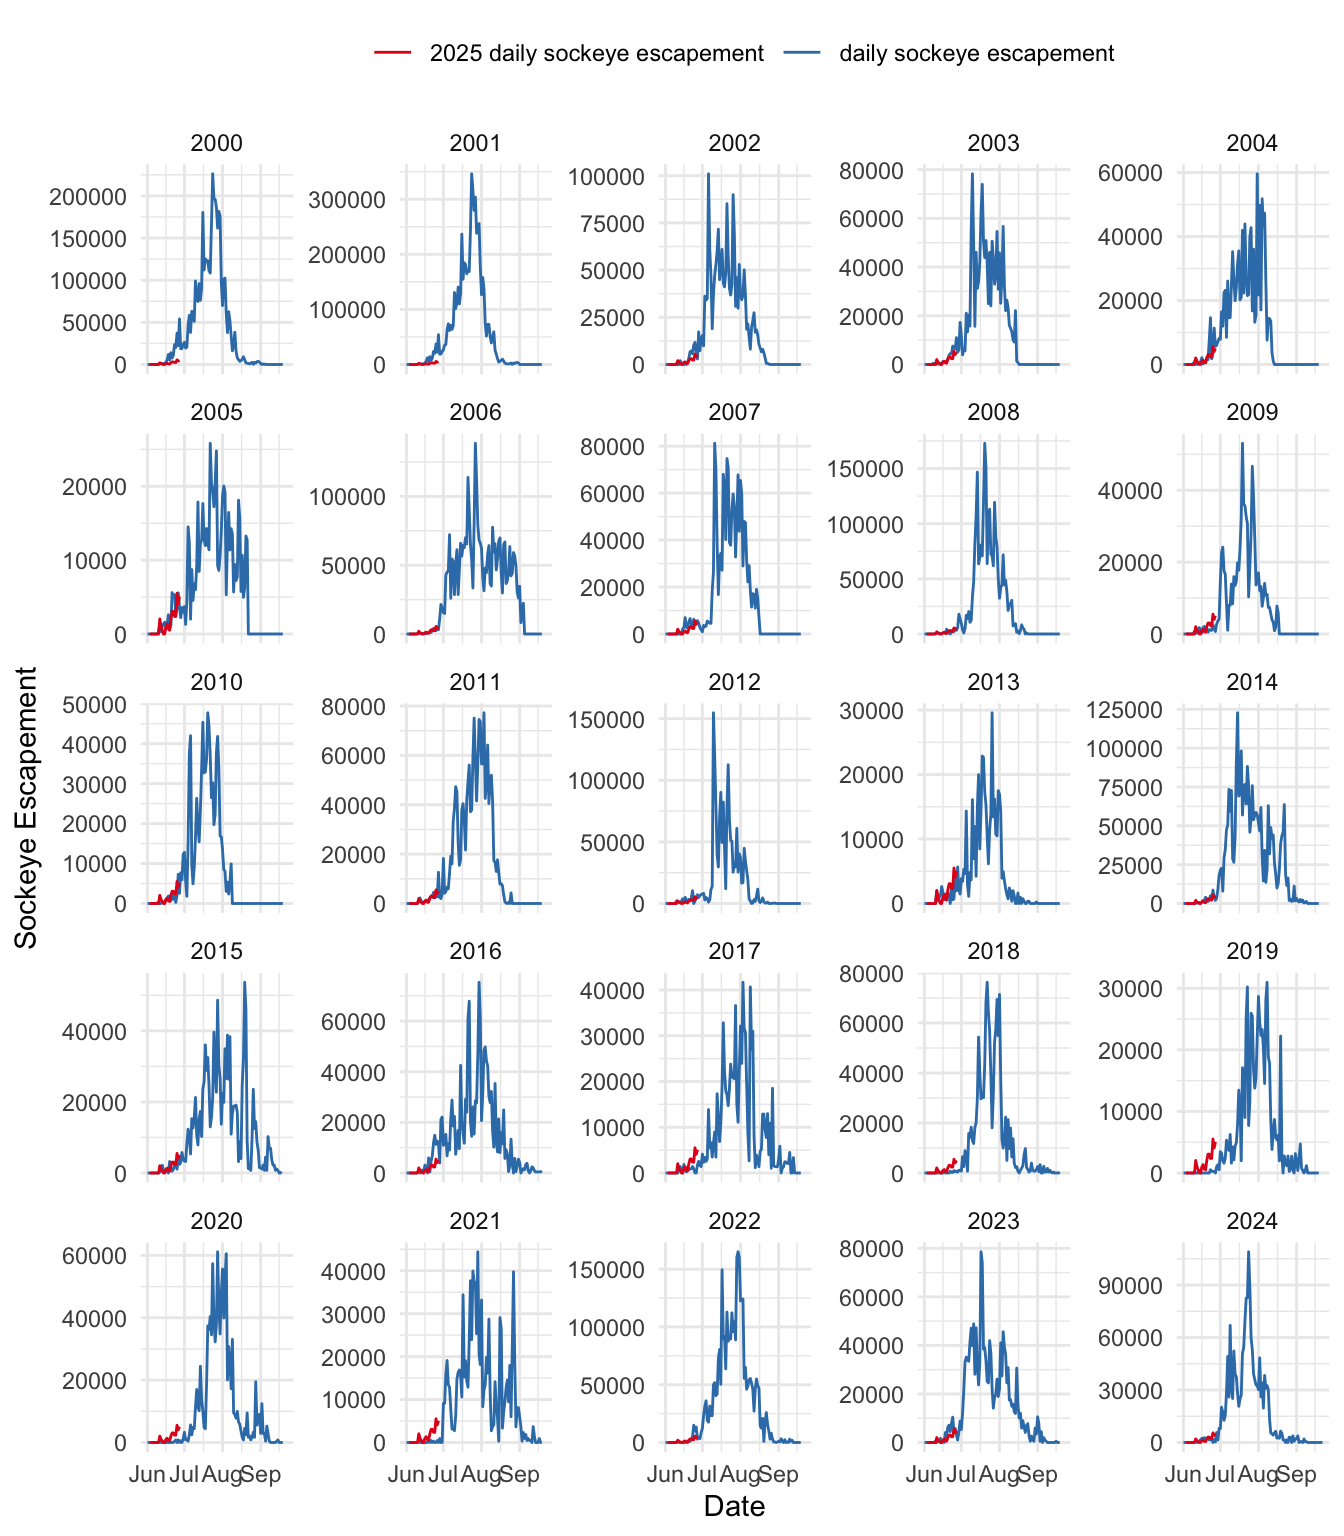 2025 daily sockeye escapement daily sockeye escapement
2000 2001 2002 2003 2004
200000 150000 100000 50000 0
300000 200000 100000 0
100000 75000 50000 25000 0
80000 60000 40000 20000 0
60000 40000 20000 0
2005 2006 2007 2008 2009
20000 10000 0
100000 50000 0
80000 60000 40000 20000 0
150000 100000 50000 0
40000 20000 0
2010 2011 2012 2013 2014
50000 40000 30000 20000 10000 0
80000 60000 40000 20000 0
150000 100000 50000 0
30000 20000 10000 0
125000 100000 75000 50000 25000 0
Sockeye Escapement
2015 2016 2017 2018 2019
40000 20000 0
60000 40000 20000 0
40000 30000 20000 10000 0
80000 60000 40000 20000 0
30000 20000 10000 0
2020 2021 2022 2023 2024
60000 40000 20000 0
40000 30000 20000 10000 0
150000 100000 50000 0
80000 60000 40000 20000 0
90000 60000 30000 0
Jun Jul Aug Sep Jun Jul Aug Sep Jun Jul Aug Sep Jun Jul Aug Sep Jun Jul Aug Sep
Date